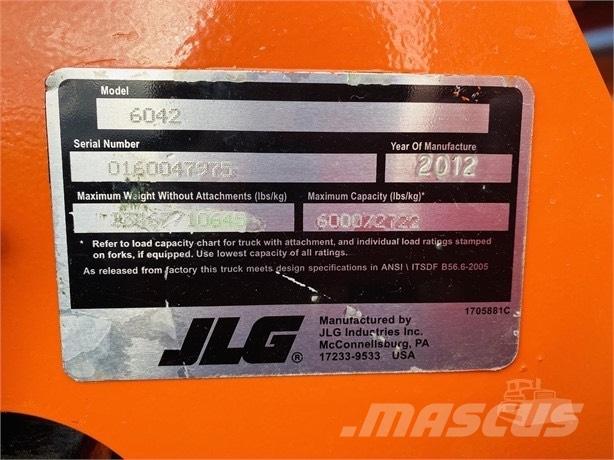 Model
6042
Serial Number
Year Of Manufacture
0160047975
2012
Maximum Weight Without Attachments (lbs/kg)
Maximum Capacity (lbs/kg)*
6000/2722
* Refer to load capacity chart for truck with attachment, and individual load ratings stamped
on forks, if equipped. Use lowest capacity of all ratings.
As released from factory this truck meets design specifications in ANSI \ ITSDF B56.6-2005
1705881C
JLG®
Manufactured by
JLG Industries Inc.
McConnellsburg, PA
17233-9533 USA
MASCUS